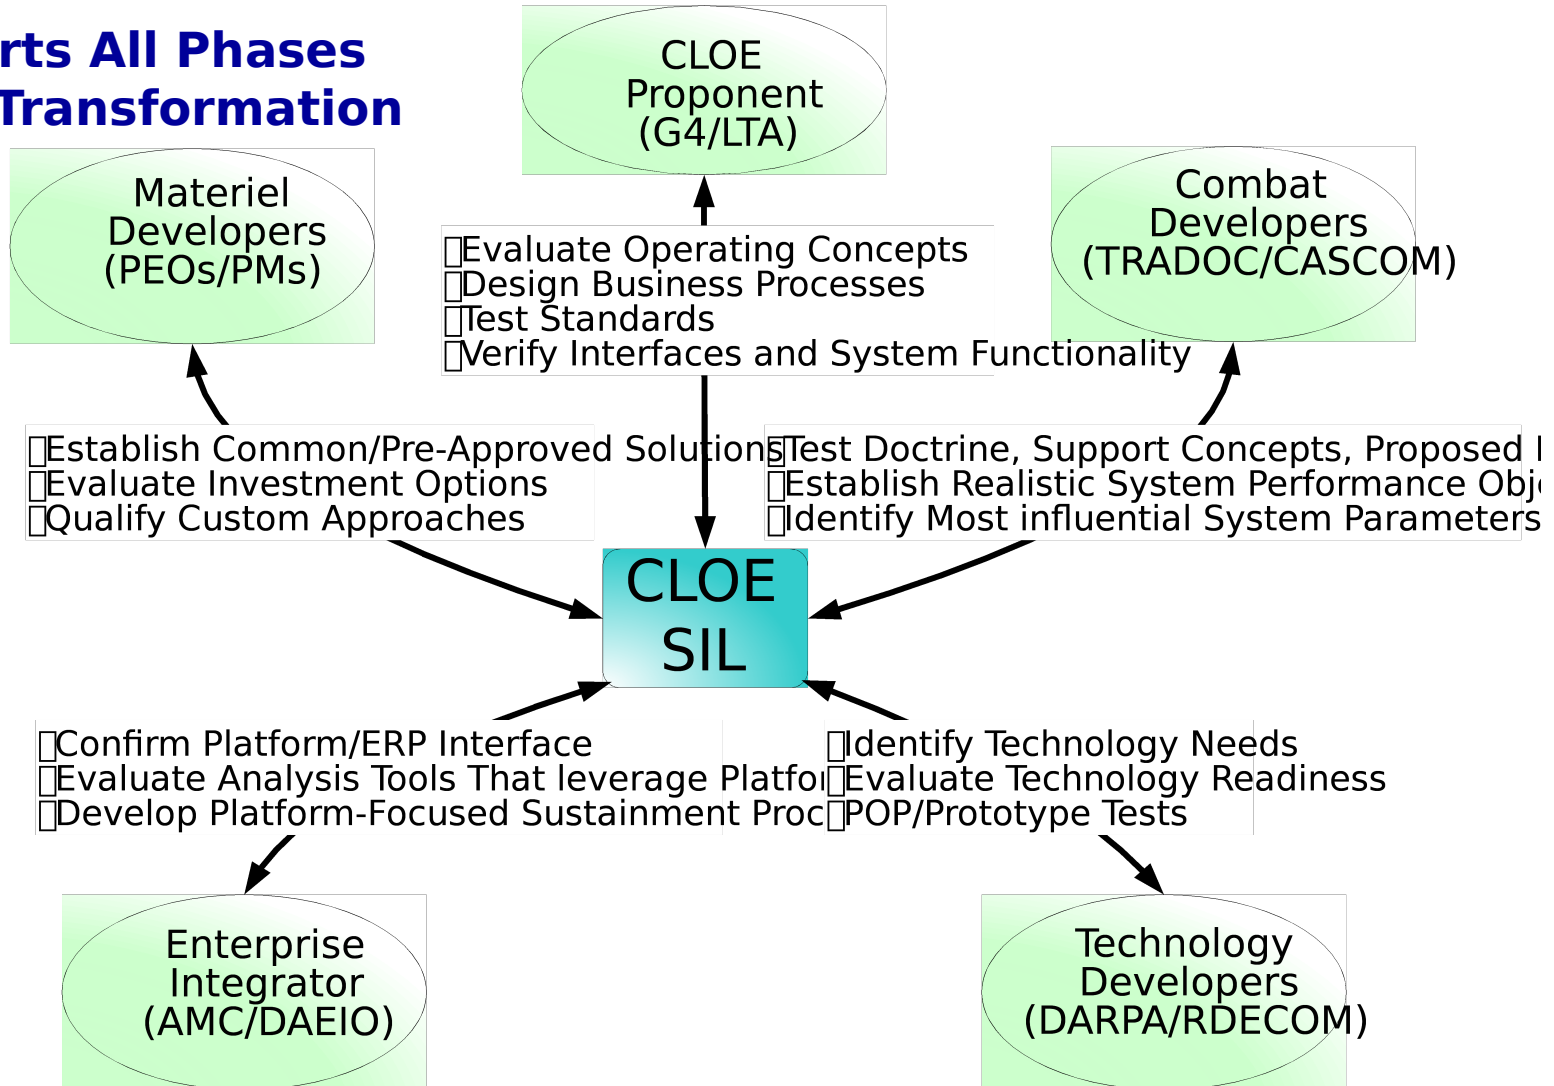 rts All Phases
Transformation
CLOE
Proponent
(G4/LTA)
Materiel
Developers
(PEOs/PMs)
Combat
Developers
(TRADOC/CASCOM)
Evaluate Operating Concepts
Design Business Processes
Test Standards
Verify Interfaces and System Functionality
Establish Common/Pre-Approved Solutions
Evaluate Investment Options
Qualify Custom Approaches
Test Doctrine, Support Concepts, Proposed
Establish Realistic System Performance
Identify Most influential System Parameters
CLOE
SIL
Confirm Platform/ERP Interface
Evaluate Analysis Tools That leverage
Develop Platform-Focused Sustainment
Identify Technology Needs
Evaluate Technology Readiness
POP/Prototype Tests
Enterprise
Integrator
(AMC/DAEIO)
Technology
Developers
(DARPA/RDECOM)